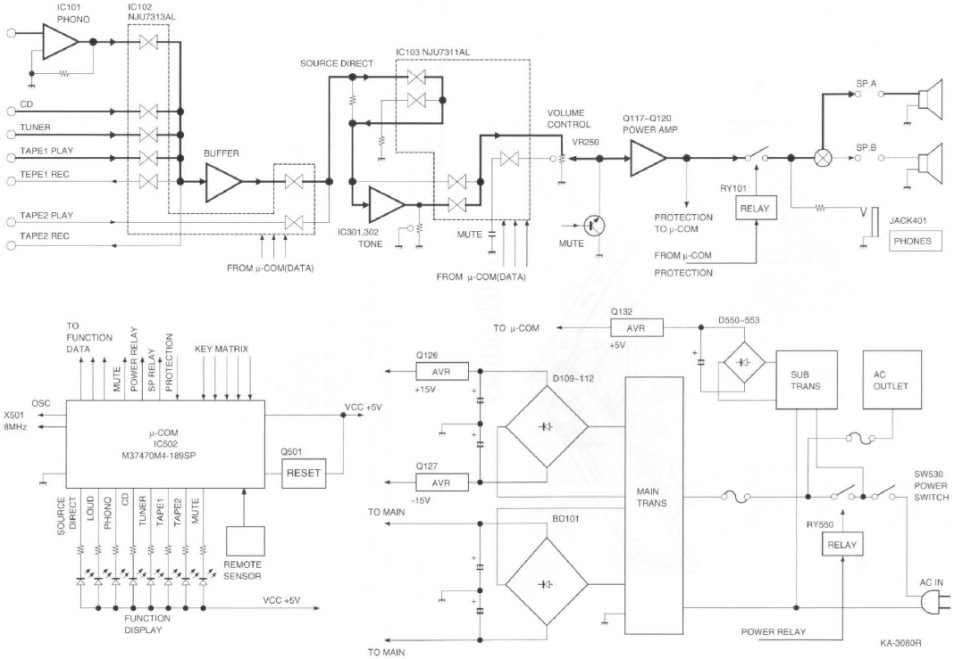 IC101
PHONO
IC102
NJU7313AL
CD
TUNER
TAPE1 PLAY
TEPE1 REC
TAPE2 PLAY
TAPE2 REC
BUFFER
FROM μ-COM(DATA)
SOURCE DIRECT
IC103 NJU7311AL
IC301,302
TONE
MUTE
FROM μ-COM(DATA)
VOLUME
CONTROL
VR250
MUTE
Q117~Q120
POWER AMP
PROTECTION
TO μ-COM
FROM μ-COM
PROTECTION
RY101
RELAY
SP.A
SP.B
JACK401
PHONES
TO
FUNCTION
DATA
MUTE
POWER RELAY
SP RELAY
PROTECTION
KEY MATRIX
OSC
X501
8MHz
μ-COM
IC502
M37470M4-189SP
VCC +5V
Q501
RESET
SOURCE
DIRECT
LOUD
PHONO
CD
TUNER
TAPE1
TAPE2
MUTE
REMOTE
SENSOR
VCC +5V
FUNCTION
DISPLAY
TO μ-COM
Q132
AVR
+5V
D550~553
Q126
AVR
+15V
D109~112
Q127
AVR
-15V
TO MAIN
BD101
TO MAIN
MAIN
TRANS
SUB
TRANS
AC
OUTLET
SW530
POWER
SWITCH
RY550
RELAY
AC IN
POWER RELAY
KA-3080R